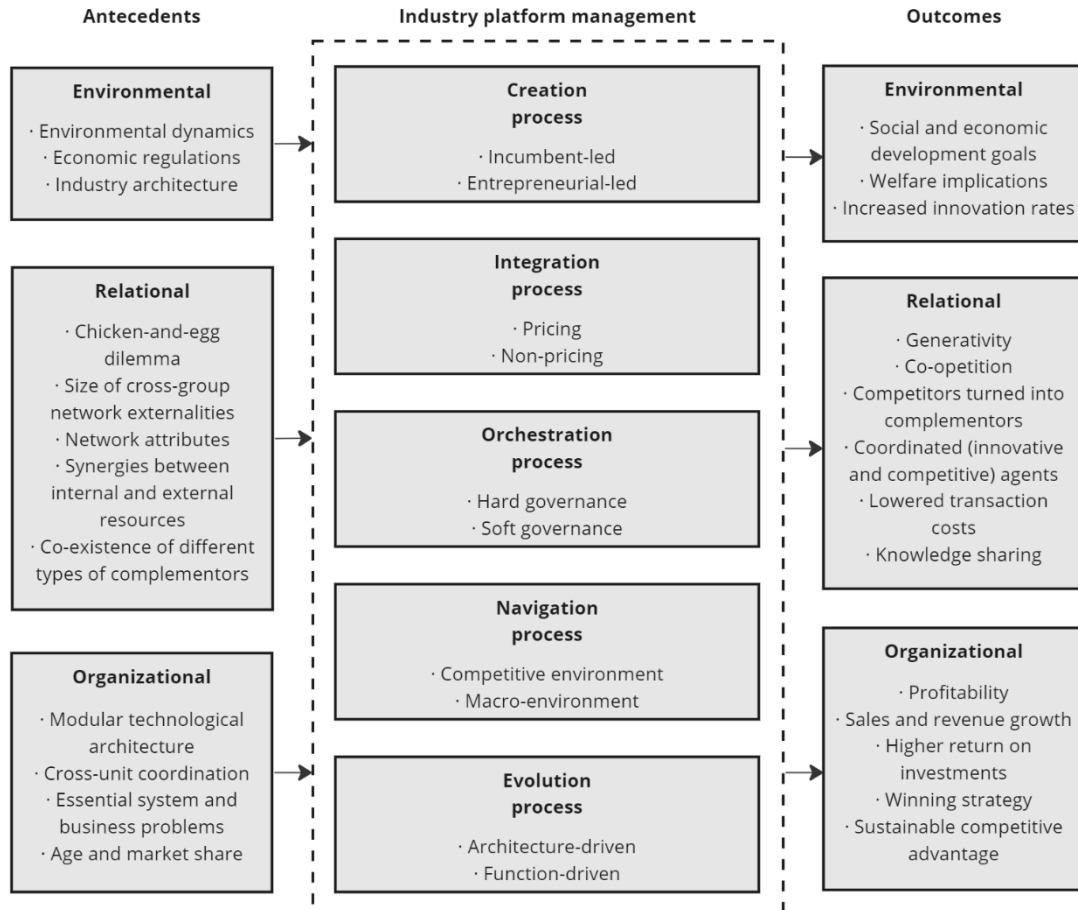 Antecedents
Environmental
· Environmental dynamics
· Economic regulations
· Industry architecture
Relational
· Chicken-and-egg
dilemma
· Size of cross-group
network externalities
· Network attributes
· Synergies between
internal and external
resources
· Co-existence of different
types of complementors
Organizational
· Modular technological
architecture
· Cross-unit coordination
· Essential system and
business problems
· Age and market share
Industry platform management
Creation
process
· Incumbent-led
· Entrepreneurial-led
Integration
process
· Pricing
· Non-pricing
Orchestration
process
· Hard governance
· Soft governance
Navigation
process
· Competitive environment
· Macro-environment
Evolution
process
· Architecture-driven
· Function-driven
Outcomes
Environmental
· Social and economic
development goals
· Welfare implications
· Increased innovation rates
Relational
· Generativity
· Co-opetition
· Competitors turned into
complementors
· Coordinated (innovative
and competitive) agents
· Lowered transaction
costs
· Knowledge sharing
Organizational
· Profitability
· Sales and revenue growth
· Higher return on
investments
· Winning strategy
· Sustainable competitive
advantage